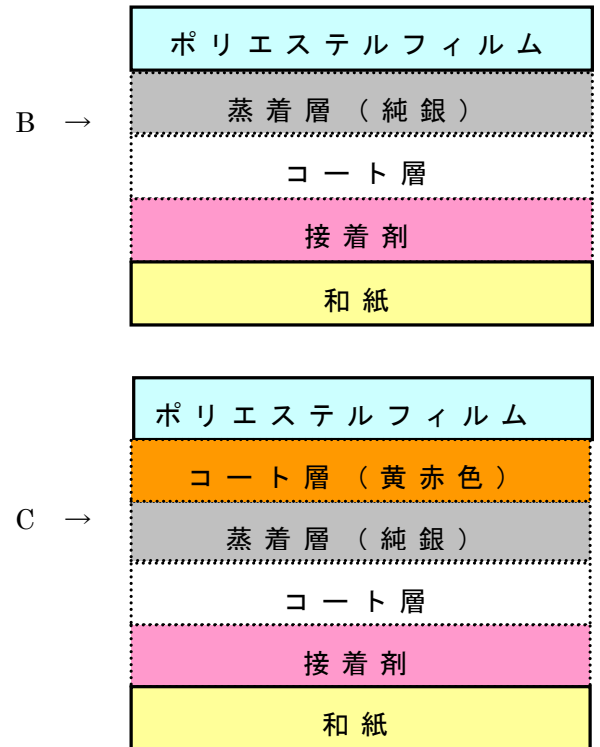 ポリエステルフィルム
蒸着層（純銀）
B →
コート層
接着剤
和紙
ポリエステルフィルム
コート層（黄赤色）
C →
蒸着層（純銀）
コート層
接着剤
和紙